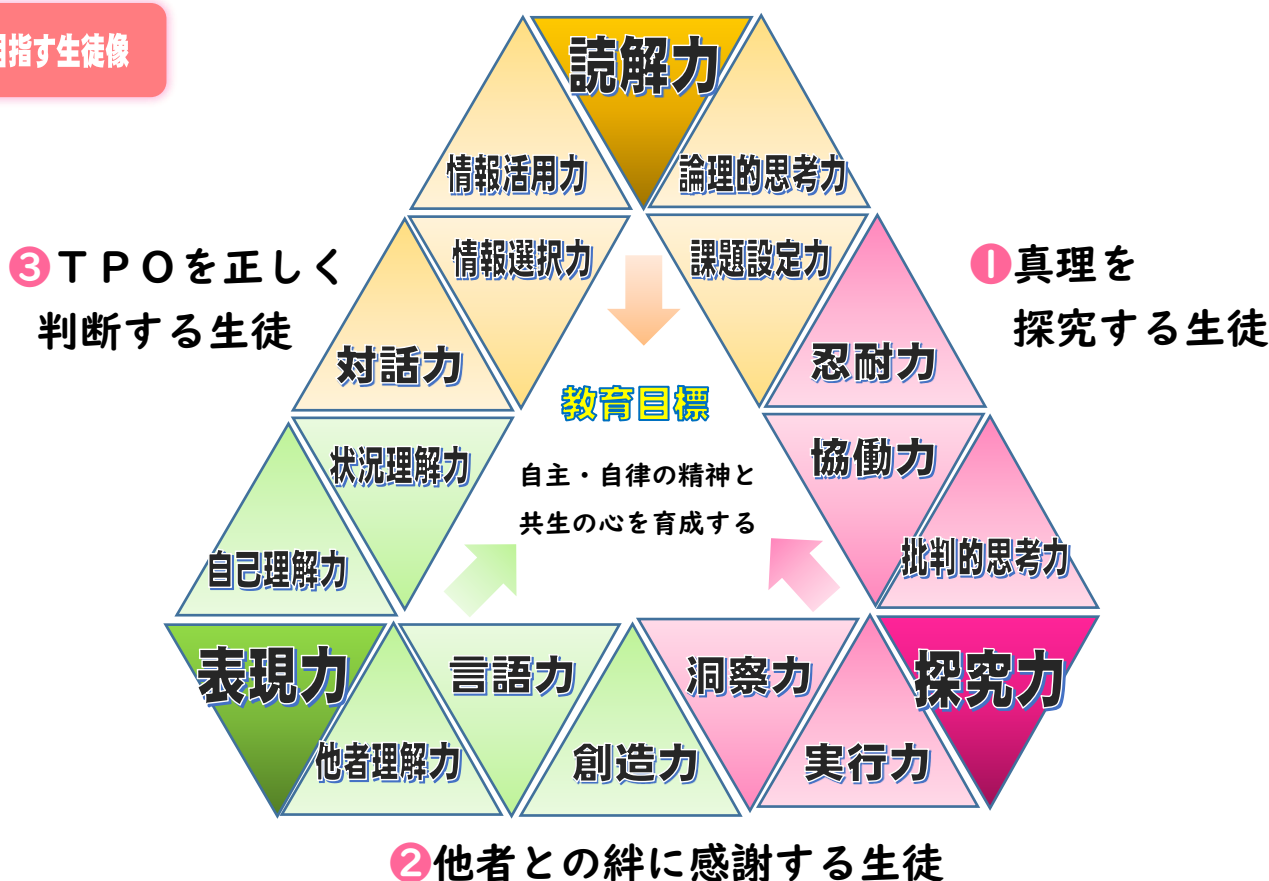 目指す生徒像
読解力
情報活用力
論理的思考力
情報選択力
課題設定力
❸TPOを正しく
判断する生徒
❶真理を
探究する生徒
対話力
忍耐力
教育目標
自主・自律の精神と
共生の心を育成する
状況理解力
協働力
自己理解力
批判的思考力
表現力
言語力
洞察力
探究力
他者理解力
創造力
実行力
❷他者との絆に感謝する生徒